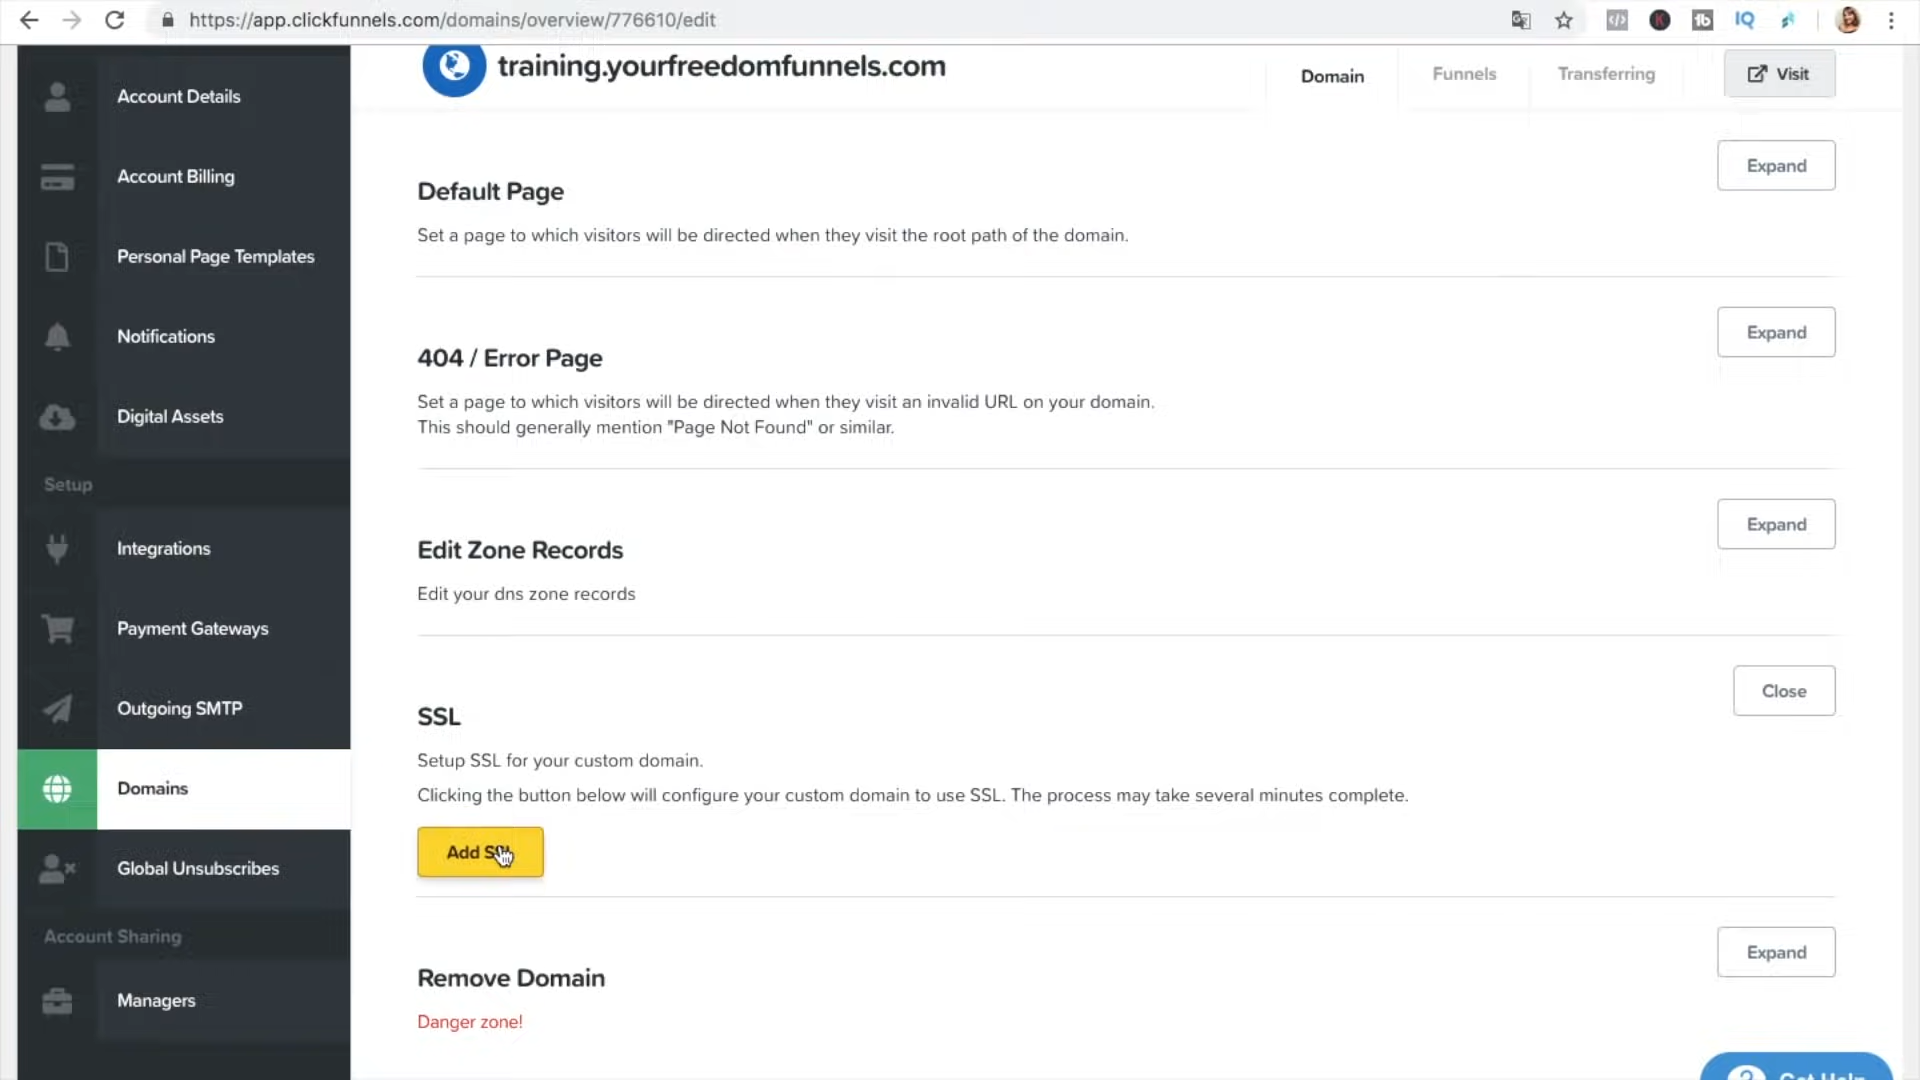 https://app.clickfunnels.com/domains/overview/776610/edit
training.yourfreedomfunnels.com
Domain
Funnels
Transferring
Visit
Account Details
Account Billing
Personal Page Templates
Notifications
Digital Assets
Setup
Integrations
Payment Gateways
Outgoing SMTP
Domains
Global Unsubscribes
Account Sharing
Managers
Default Page
Expand
Set a page to which visitors will be directed when they visit the root path of the domain.
404 / Error Page
Expand
Set a page to which visitors will be directed when they visit an invalid URL on your domain.
This should generally mention "Page Not Found" or similar.
Edit Zone Records
Expand
Edit your dns zone records
SSL
Close
Setup SSL for your custom domain.
Clicking the button below will configure your custom domain to use SSL. The process may take several minutes complete.
Add SSL
Remove Domain
Expand
Danger zone!
Get Help